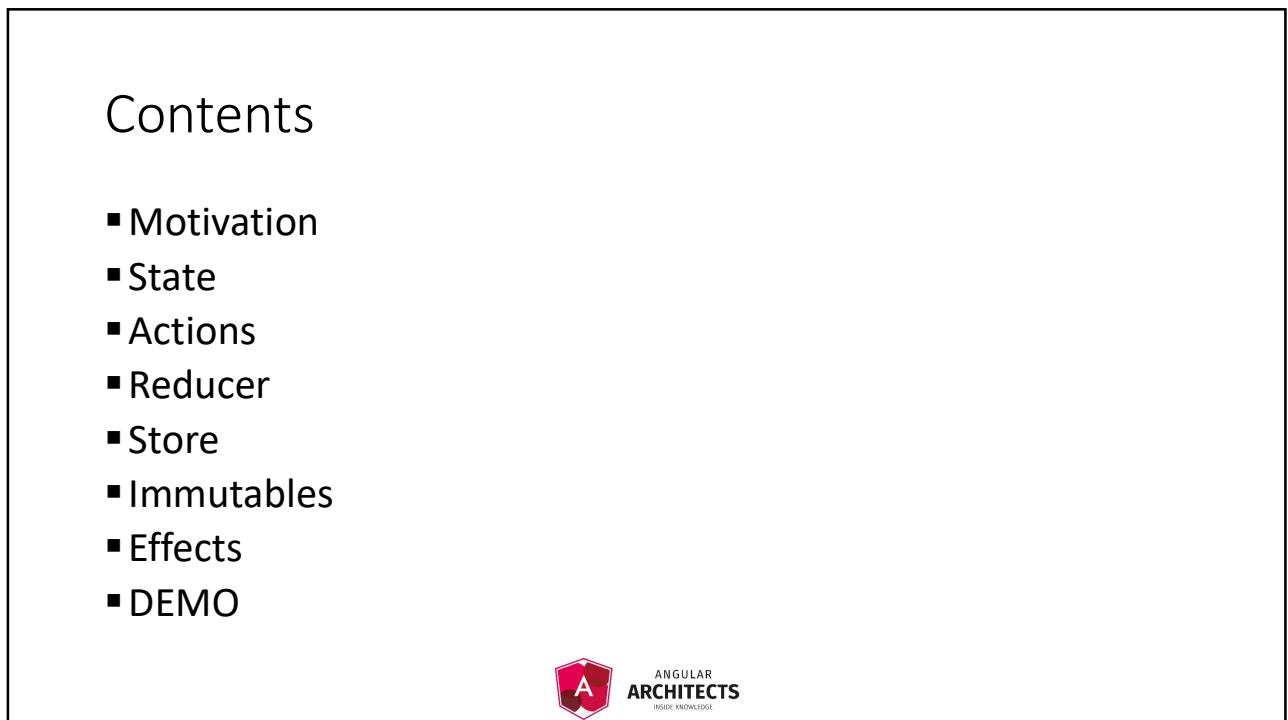 Contents
▪ Motivation
▪ State
▪ Actions
▪ Reducer
▪ Store
▪ Immutables
▪ Effects
▪ DEMO
A
ANGULAR
ARCHITECTS
INSIDE KNOWLEDGE